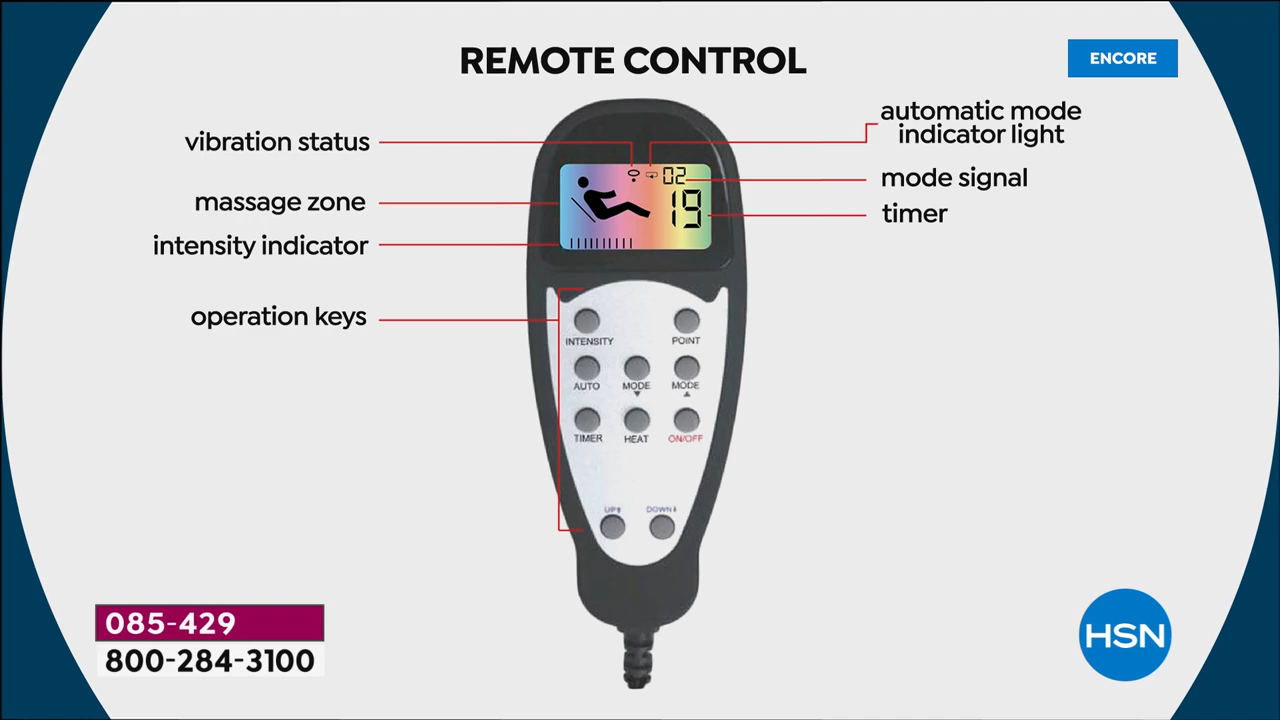 REMOTE CONTROL
ENCORE
vibration status
automatic mode
indicator light
massage zone
mode signal
intensity indicator
timer
operation keys
02
19
INTENSITY
POINT
AUTO
MODE
MODE
TIMER
HEAT
ON/OFF
UP
DOWN
085-429
800-284-3100
HSN